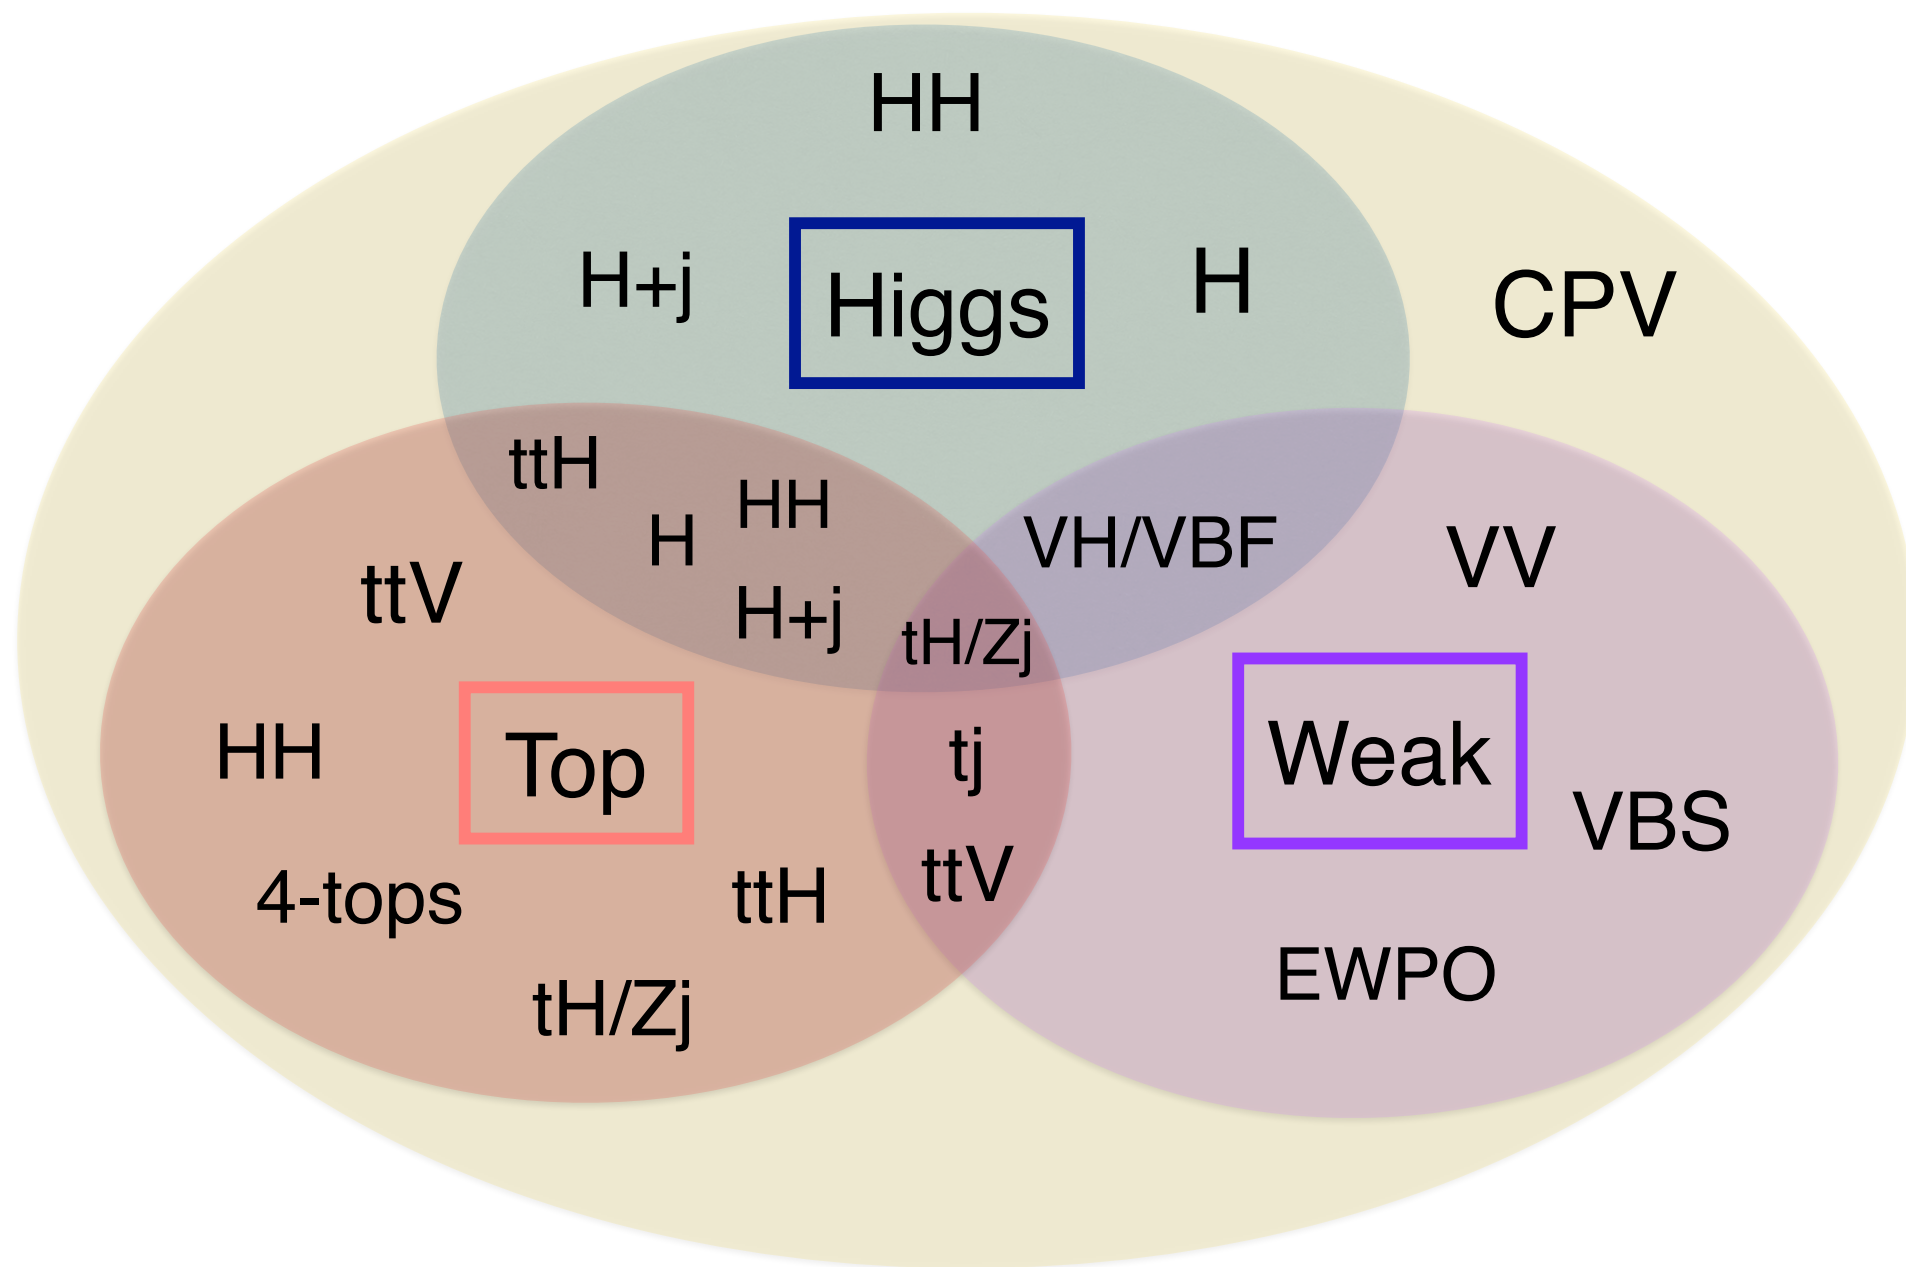 HH
H+j
Higgs
H
CPV
ttH
HH
H
VH/VBF
VV
ttV
H+j
tH/Zj
HH
Top
tj
Weak
VBS
4-tops
ttH
ttV
EWPO
tH/Zj